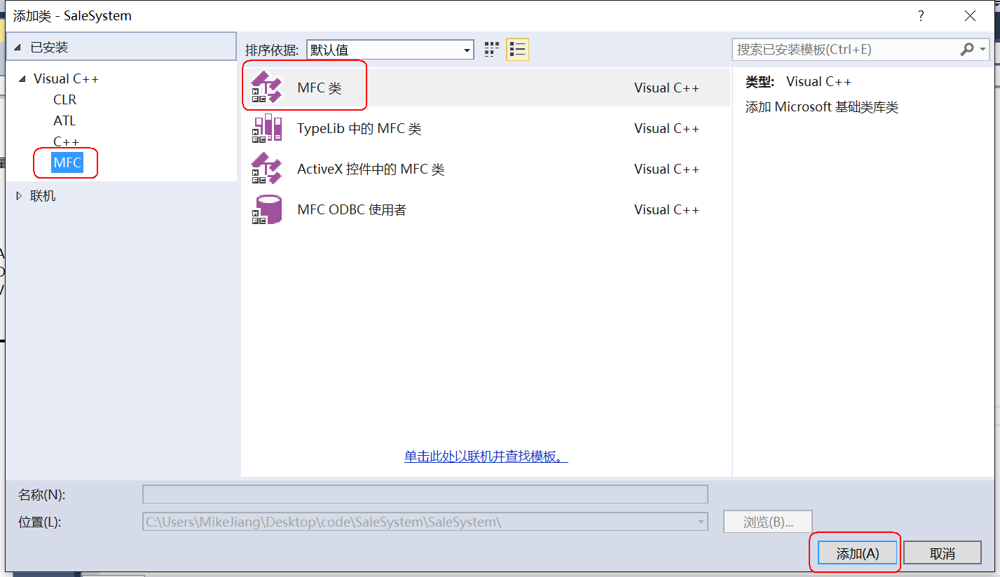 添加类 - SaleSystem
?
已安装
Visual C++
CLR
ATL
C++
MFC
联机
排序依据: 默认值
MFC 类 Visual C++
TypeLib 中的 MFC 类 Visual C++
ActiveX 控件中的 MFC 类 Visual C++
MFC ODBC 使用者 Visual C++
单击此处以联机并查找模板。
搜索已安装模板(Ctrl+E)
类型: Visual C++
添加 Microsoft 基础类库类
名称(N):
位置(L): C:\Users\MikeJiang\Desktop\code\SaleSystem\SaleSystem\
浏览(B)...
添加(A) 取消